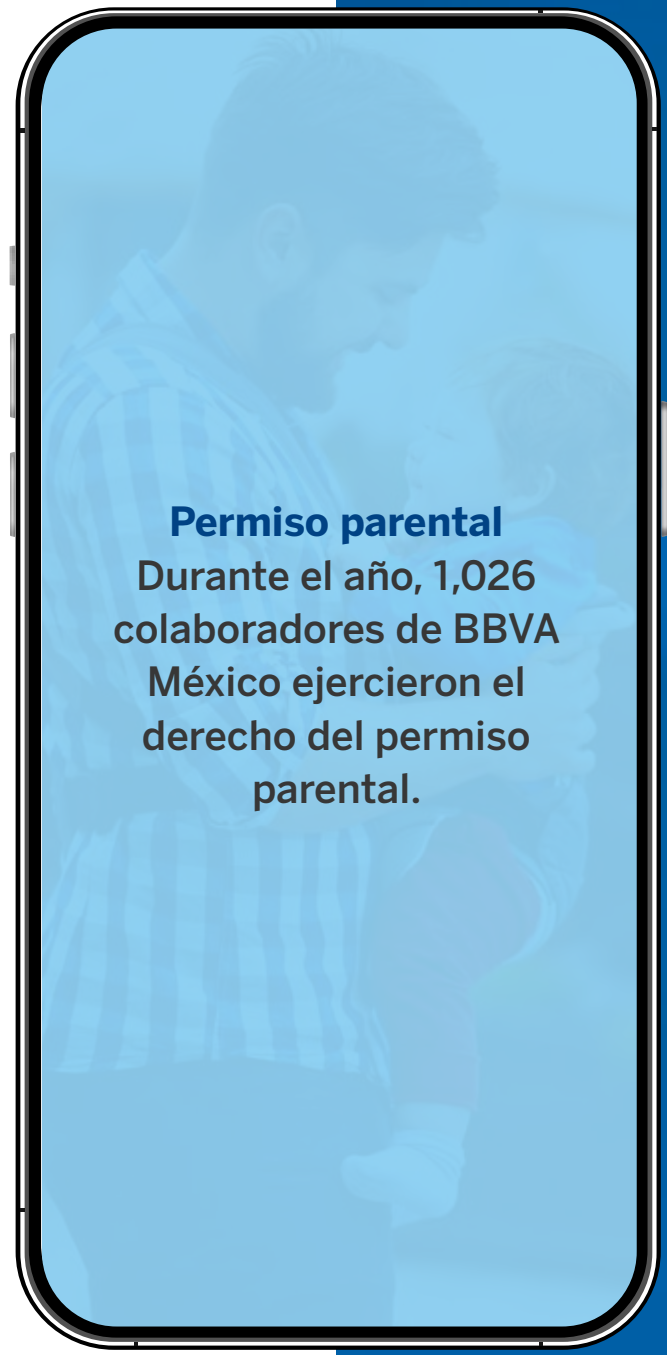 Permiso parental
Durante el año, 1,026
colaboradores de BBVA
México ejercieron el
derecho del permiso
parental.